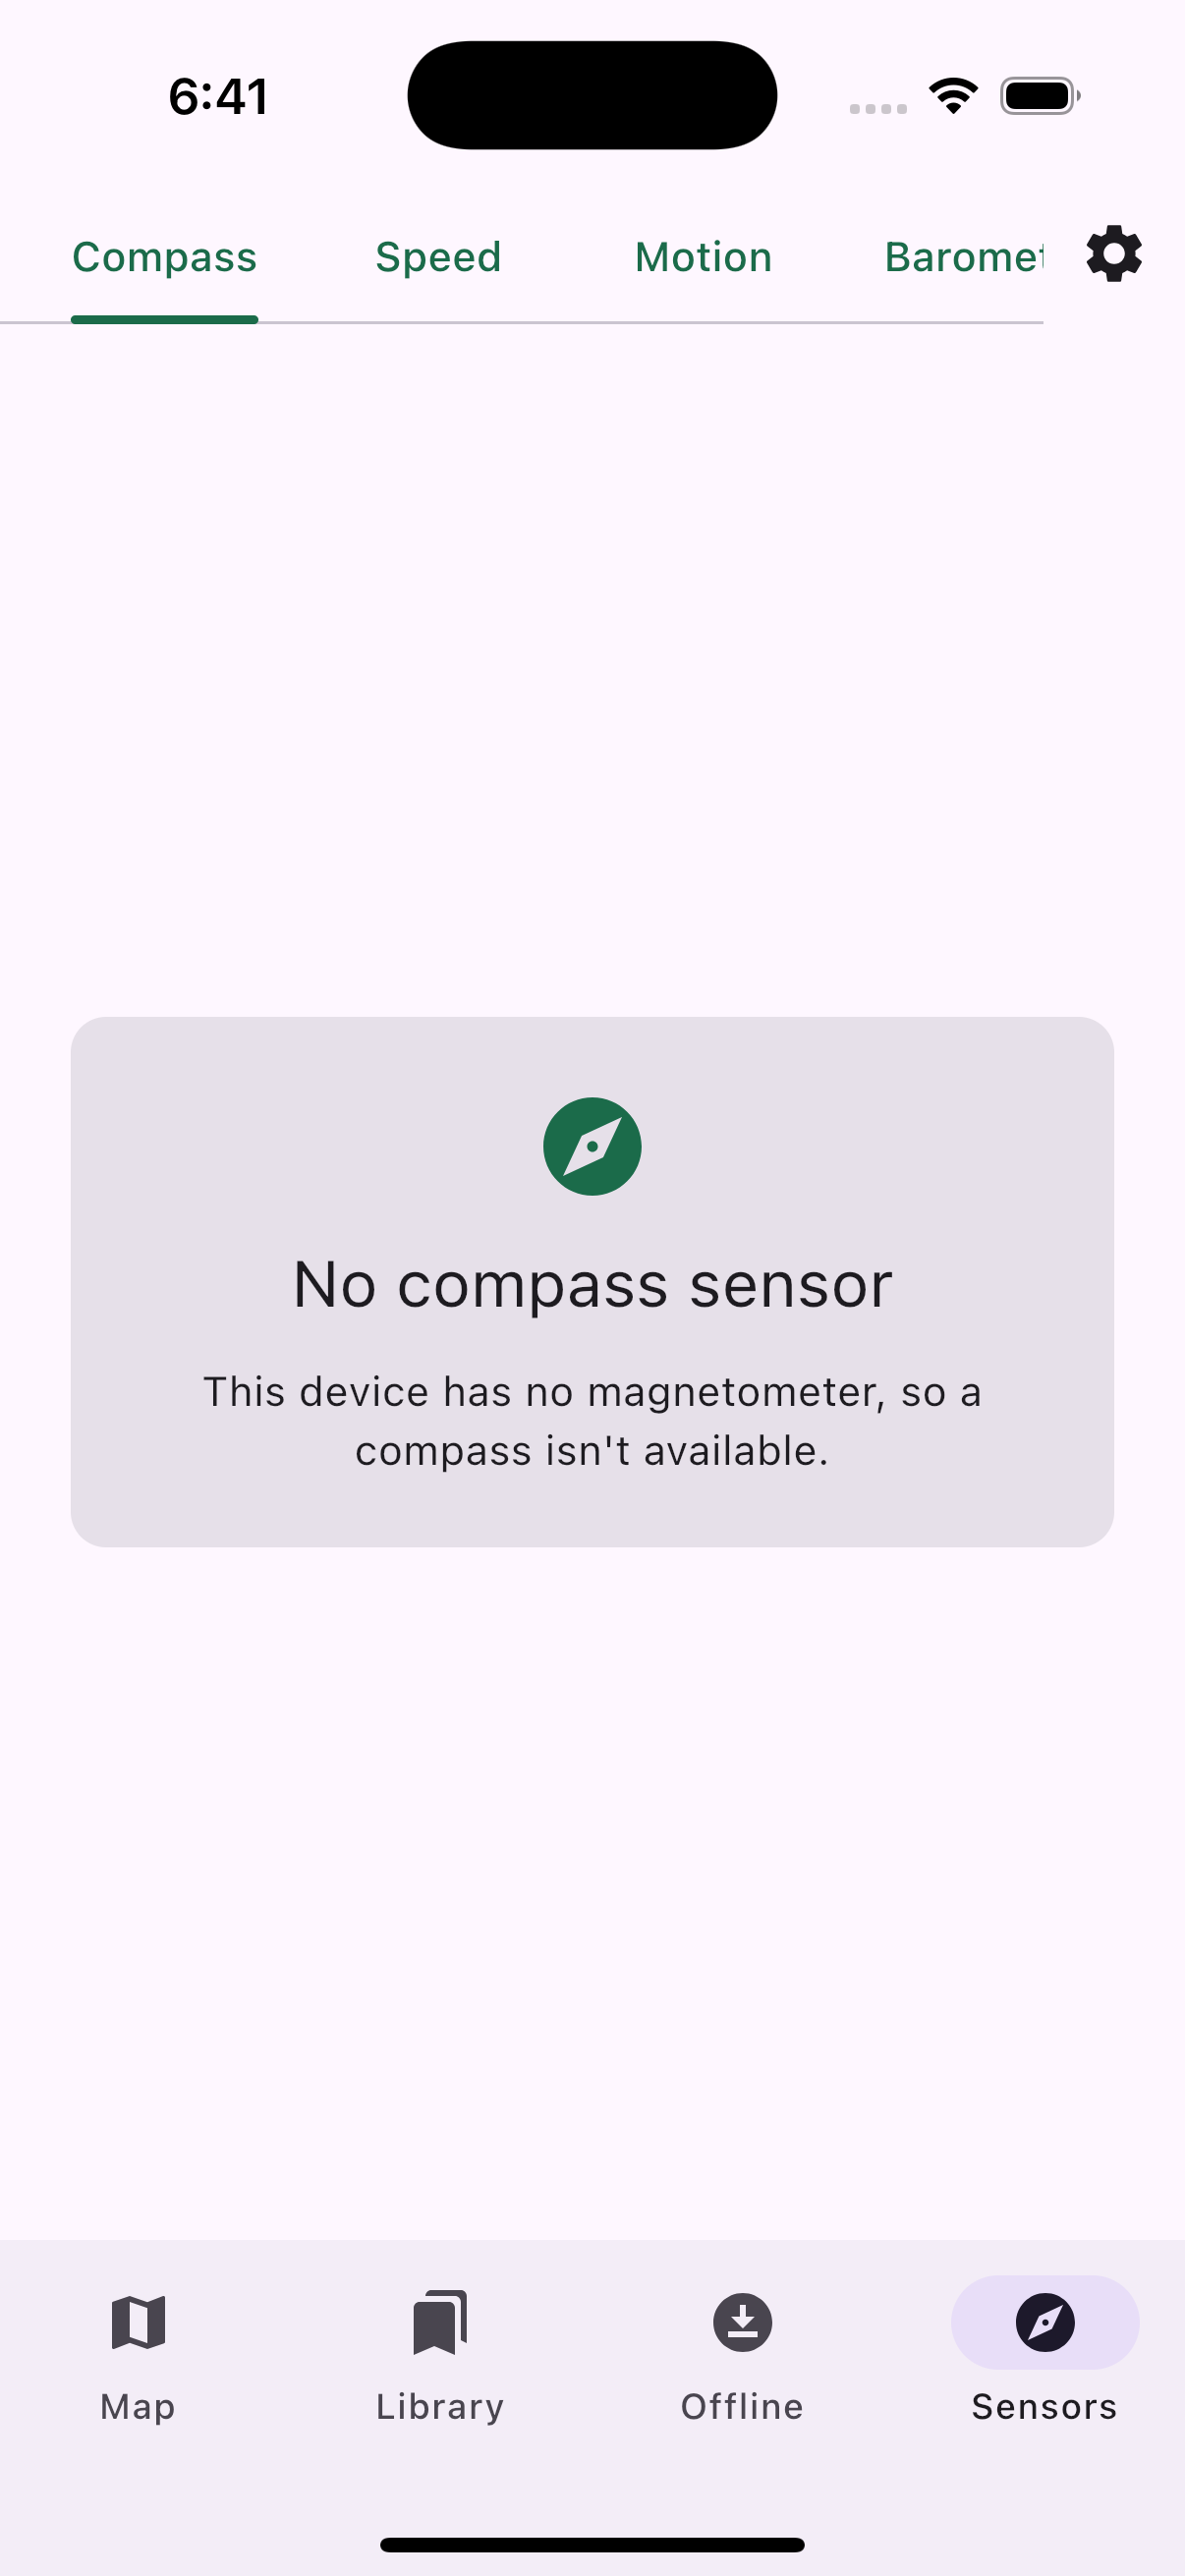 6:41
Compass Speed Motion Baromet
No compass sensor
This device has no magnetometer, so a
compass isn't available.
Map Library Offline Sensors